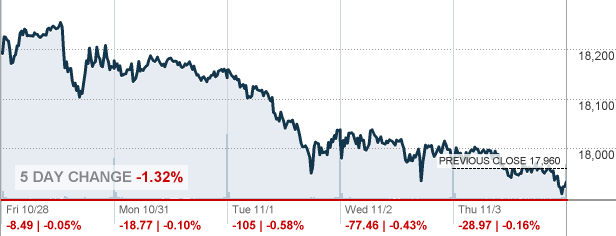 18,200
18,100
18,000
PREVIOUS CLOSE 17,960
5 DAY CHANGE -1.32%
Fri 10/28 Mon 10/31 Tue 11/1 Wed 11/2 Thu 11/3
-8.49 | -0.05% -18.77 | -0.10% -105 | -0.58% -77.46 | -0.43% -28.97 | -0.16%